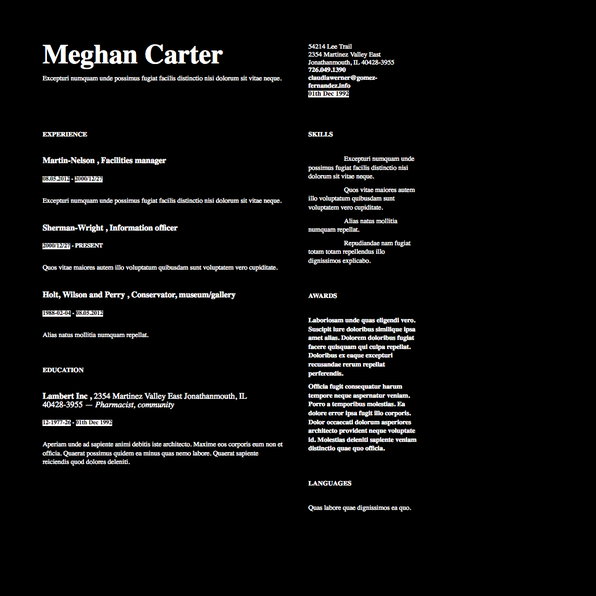 Meghan Carter
Excepturi numquam unde possimus fugiat facilis distinctio nisi dolorum sit vitae neque.
54214 Lee Trail
2354 Martinez Valley East
Jonathanmouth, IL 40428-3955
726.049.1390
claudiawerner@gomez-
fernandez.info
01th Dec 1992
EXPERIENCE
Martin-Nelson , Facilities manager
08.05.2012 - 2000/12/27
Excepturi numquam unde possimus fugiat facilis distinctio nisi dolorum sit vitae neque.
Sherman-Wright , Information officer
2000/12/27 - PRESENT
Quos vitae maiores autem illo voluptatum quibusdam sunt voluptatem vero cupiditate.
Holt, Wilson and Perry , Conservator, museum/gallery
1988-02-04 - 08.05.2012
Alias natus mollitia numquam repellat.
EDUCATION
Lambert Inc , 2354 Martinez Valley East Jonathanmouth, IL
40428-3955 — Pharmacist, community
- 01th Dec 1992
Aperiam unde ad sapiente animi debitis iste architecto. Maxime eos corporis eum non et
officia. Quaerat possimus quidem ea minus quas nemo labore. Quaerat sapiente
reiciendis quod dolores deleniti.
SKILLS
Excepturi numquam unde
possimus fugiat facilis distinctio nisi
dolorum sit vitae neque.
Quos vitae maiores autem
illo voluptatum quibusdam sunt
voluptatem vero cupiditate.
Alias natus mollitia
numquam repellat.
Repudiandae nam fugiat
totam totam repellendus illo
dignissimos explicabo.
AWARDS
Laboriosam unde quas eligendi vero.
Suscipit iure doloribus similique ipsa
amet alias. Dolorem doloribus fugiat
facere quisquam qui culpa repellat.
Doloribus ex eaque excepturi
recusandae rerum repellat
perferendis.
Officia fugit consequatur harum
tempore neque aspernatur veniam.
Porro a temporibus molestias. Ea
dolore error ipsa fugit illo corporis.
Dolor occaecati dolorum asperiores
architecto provident neque voluptate
id. Molestias deleniti sapiente veniam
distinctio quae quo officia.
LANGUAGES
Quas labore quae dignissimos ea quo.